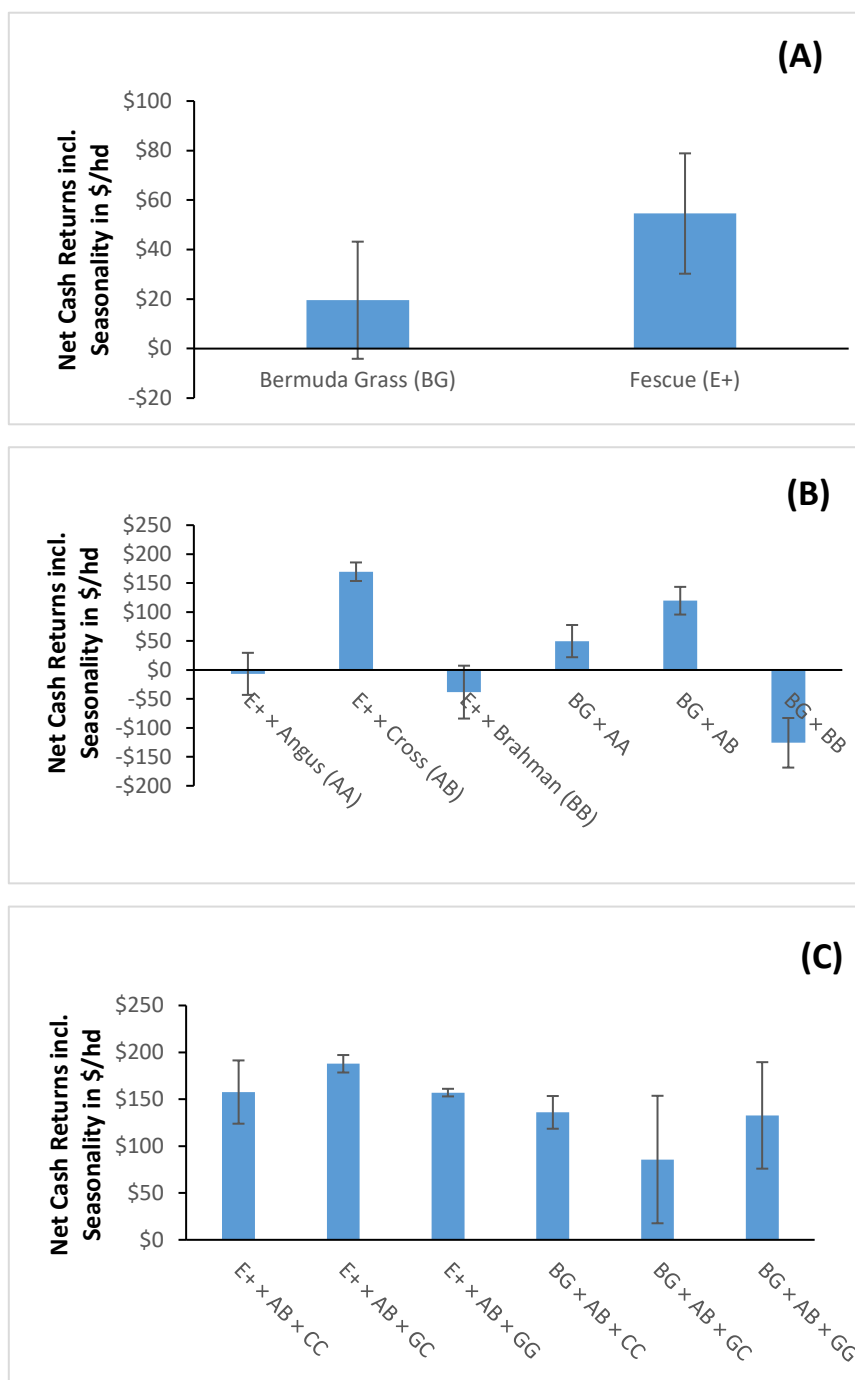 (A)
Net Cash Returns incl.
Seasonality in $/hd
$100
$80
$60
$40
$20
$0
-$20
Bermuda Grass (BG)
Fescue (E+)
(B)
Net Cash Returns incl.
Seasonality in $/hd
$250
$200
$150
$100
$50
$0
-$50
-$100
-$150
-$200
E+ × Angus (AA)
E+ × Cross (AB)
E+ × Brahman (BB)
BG × AA
BG × AB
BG × BB
(C)
Net Cash Returns incl.
Seasonality in $/hd
$250
$200
$150
$100
$50
$0
E+ × AB × CC
E+ × AB × GC
E+ × AB × GG
BG × AB × CC
BG × AB × GC
BG × AB × GG